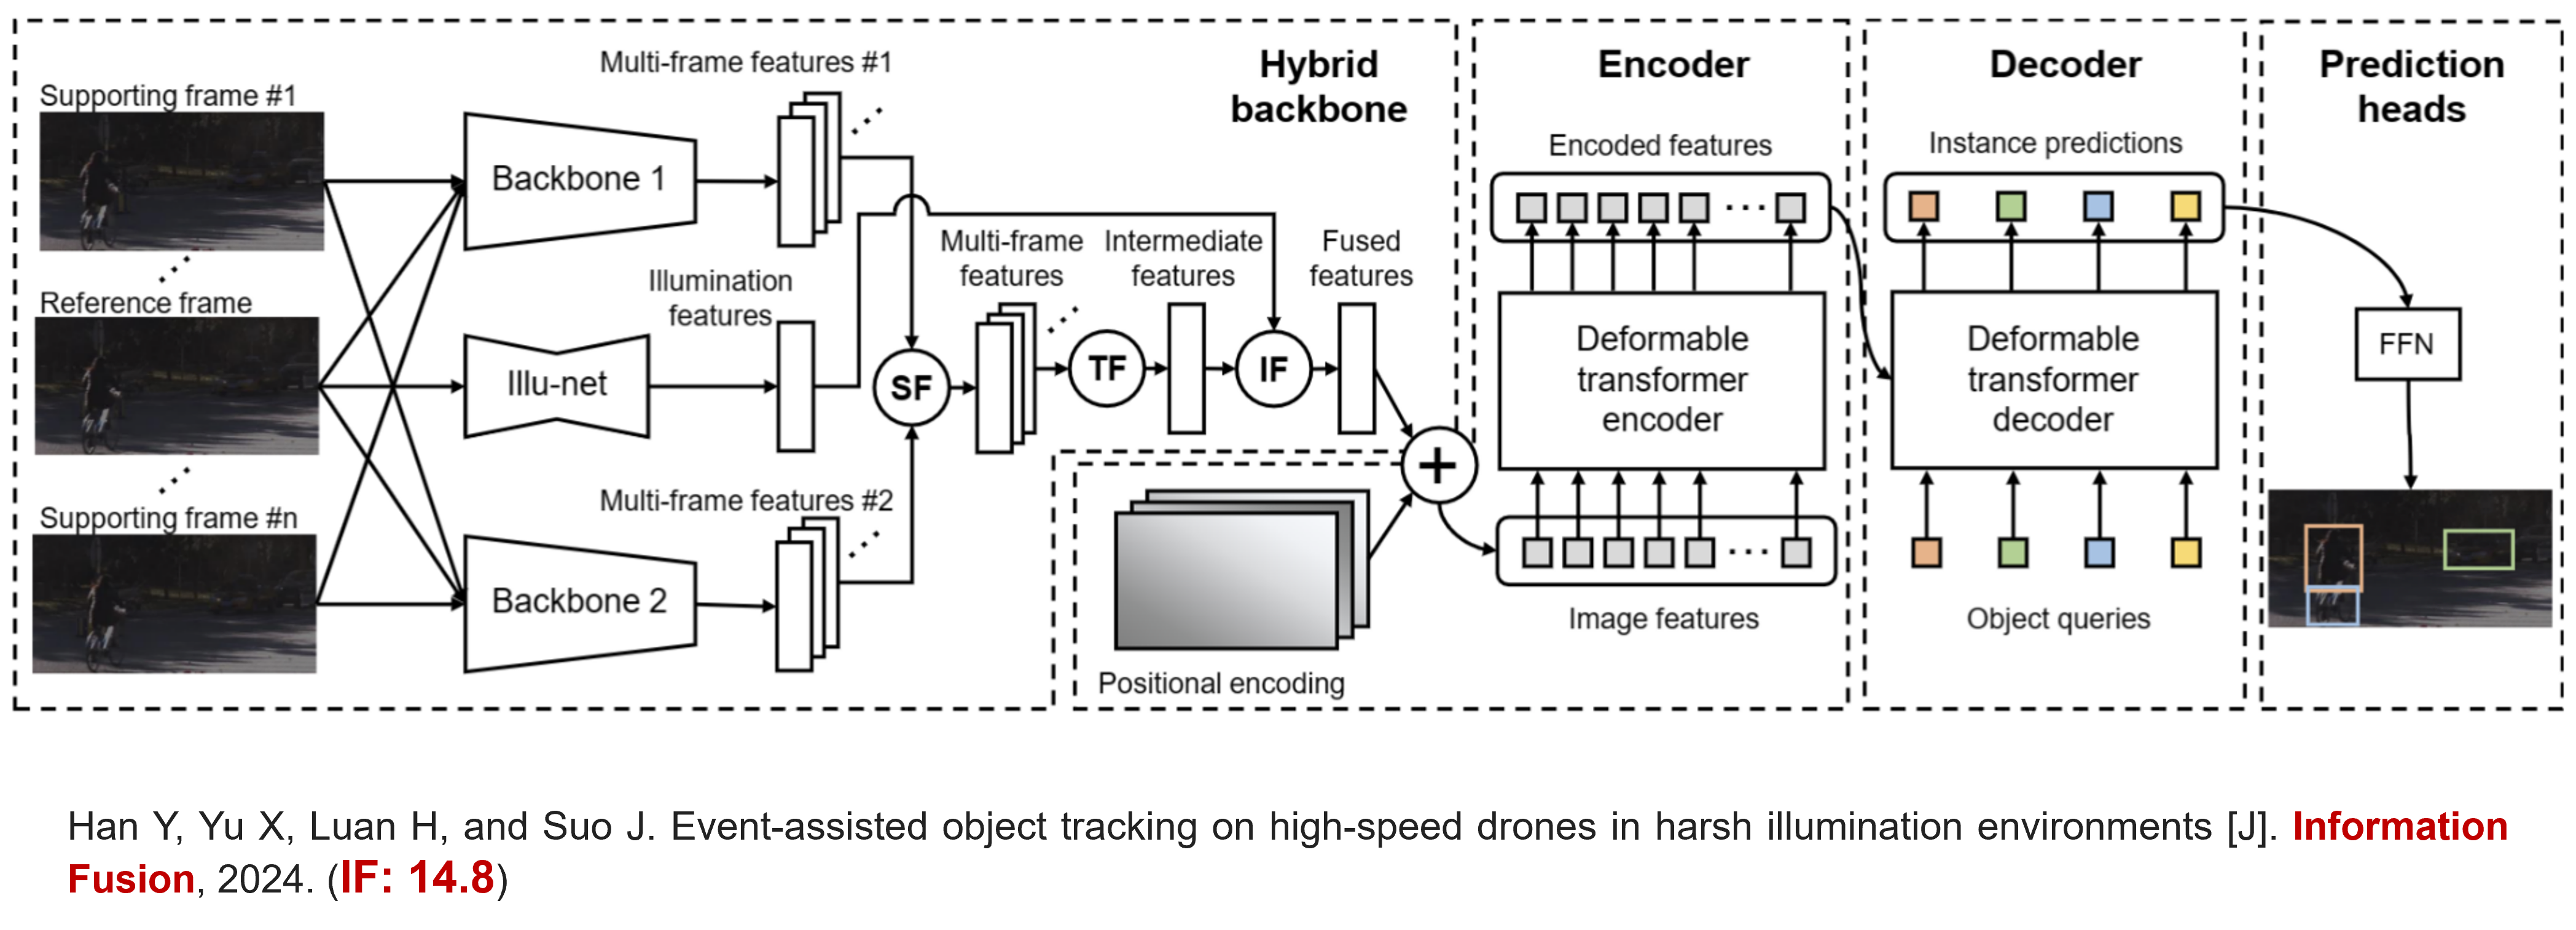 Hybrid
backbone
Supporting frame #1
Reference frame
Supporting frame #n
Backbone 1
Illu-net
Backbone 2
Multi-frame features #1
Illumination
features
Multi-frame features #2
SF
Multi-frame
features
TF
Intermediate
features
IF
Fused
features
+
Positional encoding
Encoder
Encoded features
Deformable
transformer
encoder
Image features
Decoder
Instance predictions
Deformable
transformer
decoder
Object queries
Prediction
heads
FFN
Han Y, Yu X, Luan H, and Suo J. Event-assisted object tracking on high-speed drones in harsh illumination environments [J]. Information
Fusion, 2024. (IF: 14.8)